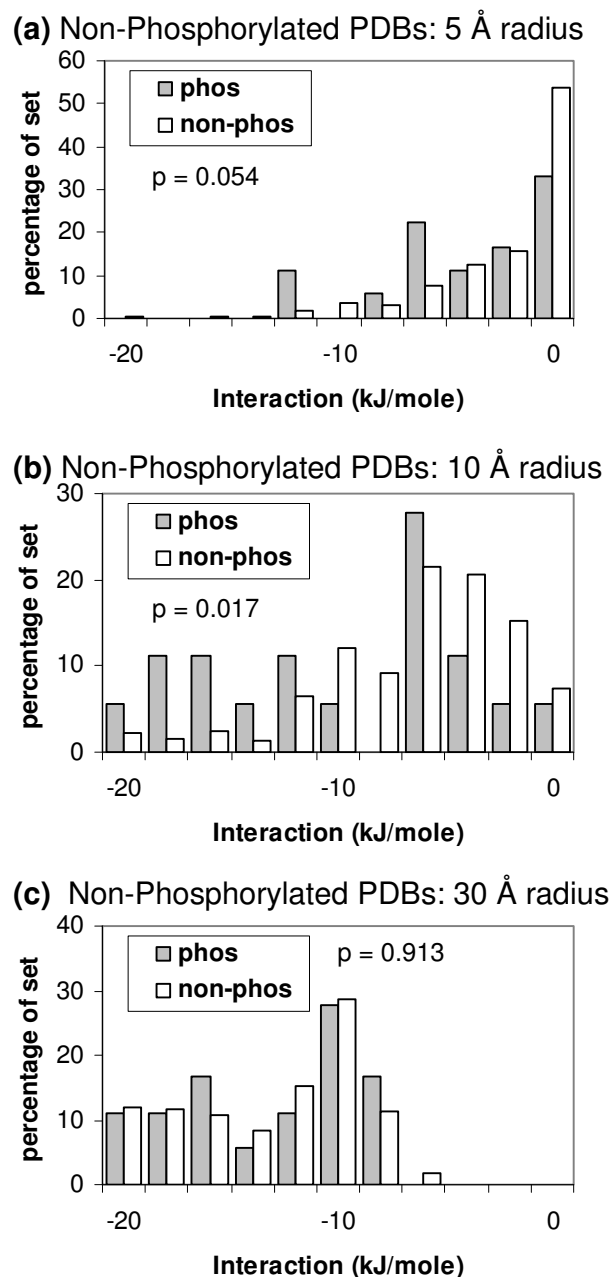 (a) Non-Phosphorylated PDBs: 5 Å radius
60
50
40
30
20
10
0
percentage of set
phos
non-phos
p = 0.054
-20 -10 0
Interaction (kJ/mole)
(b) Non-Phosphorylated PDBs: 10 Å radius
30
20
10
0
percentage of set
phos
non-phos
p = 0.017
-20 -10 0
Interaction (kJ/mole)
(c) Non-Phosphorylated PDBs: 30 Å radius
40
30
20
10
0
percentage of set
phos
non-phos
p = 0.913
-20 -10 0
Interaction (kJ/mole)